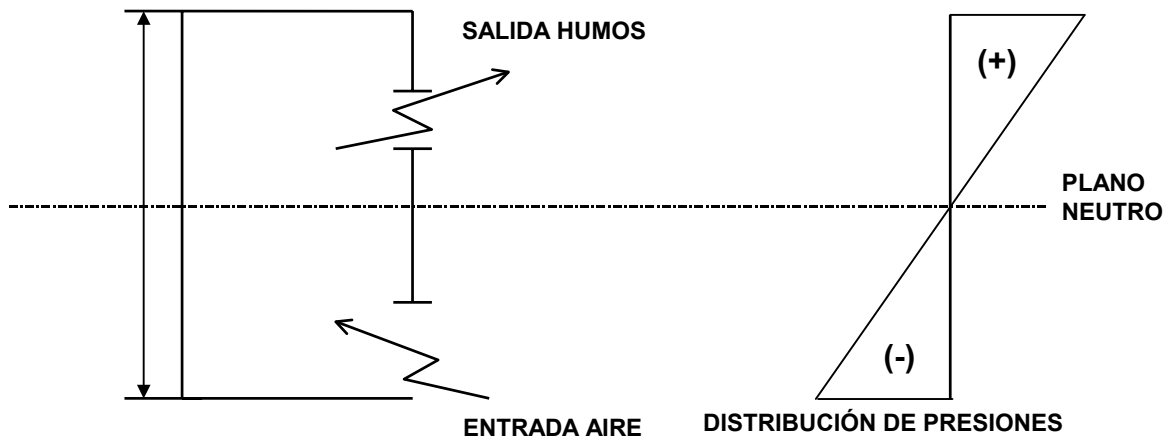 SALIDA HUMOS
(+)
PLANO
NEUTRO
(-)
ENTRADA AIRE
DISTRIBUCIÓN DE PRESIONES